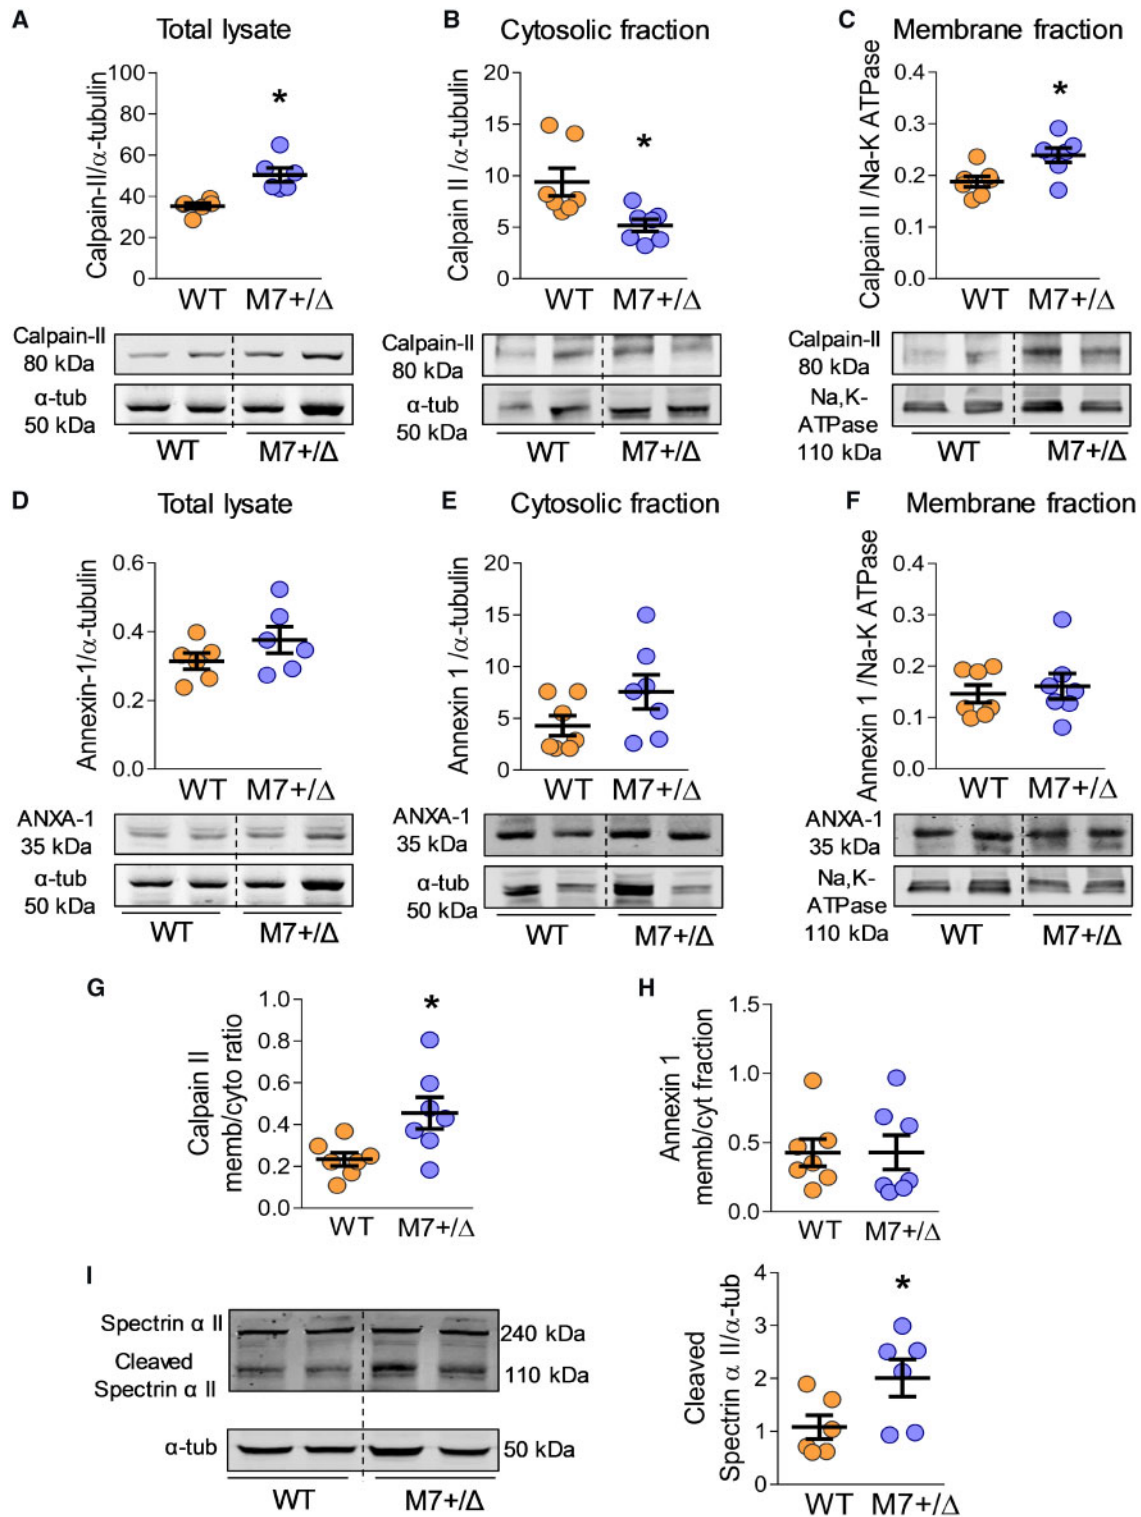 A
Total lysate
Calpain-II/α-tubulin
100
80
60
40
20
0
*
WT
M7+/Δ
Calpain-II
80 kDa
α-tub
50 kDa
WT
M7+/Δ
B
Cytosolic fraction
Calpain II /α-tubulin
20
15
10
5
0
*
WT
M7+/Δ
Calpain-II
80 kDa
α-tub
50 kDa
WT
M7+/Δ
C
Membrane fraction
Calpain II /Na-K ATPase
0.4
0.3
0.2
0.1
0.0
*
WT
M7+/Δ
Calpain-II
80 kDa
Na,K-
ATPase
110 kDa
WT
M7+/Δ
D
Total lysate
Annexin-1/α-tubulin
0.6
0.4
0.2
0.0
WT
M7+/Δ
ANXA-1
35 kDa
α-tub
50 kDa
WT
M7+/Δ
E
Cytosolic fraction
Annexin 1 /α-tubulin
20
15
10
5
0
WT
M7+/Δ
ANXA-1
35 kDa
α-tub
50 kDa
WT
M7+/Δ
F
Membrane fraction
Annexin 1 /Na-K ATPase
0.4
0.3
0.2
0.1
0.0
WT
M7+/Δ
ANXA-1
35 kDa
Na,K-
ATPase
110 kDa
WT
M7+/Δ
G
Calpain II
memb/cyto ratio
1.0
0.8
0.6
0.4
0.2
0.0
*
WT
M7+/Δ
H
Annexin 1
memb/cyt fraction
1.5
1.0
0.5
0.0
WT
M7+/Δ
I
Spectrin α II
240 kDa
Cleaved
Spectrin α II
110 kDa
α-tub
50 kDa
WT
M7+/Δ
Cleaved
Spectrin α II/α-tub
4
3
2
1
0
*
WT
M7+/Δ